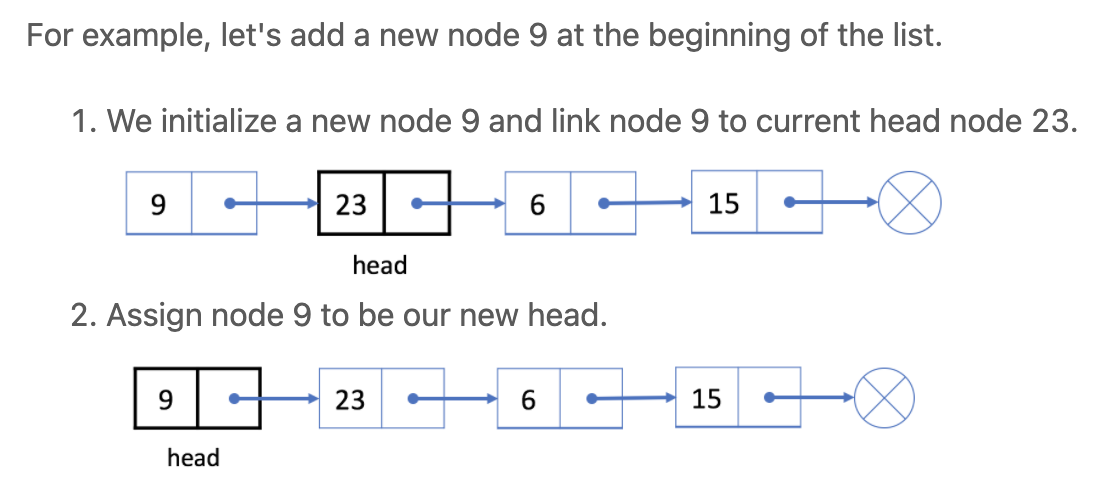 For example, let's add a new node 9 at the beginning of the list.
1. We initialize a new node 9 and link node 9 to current head node 23.
9 23 6 15
head
2. Assign node 9 to be our new head.
9 23 6 15
head